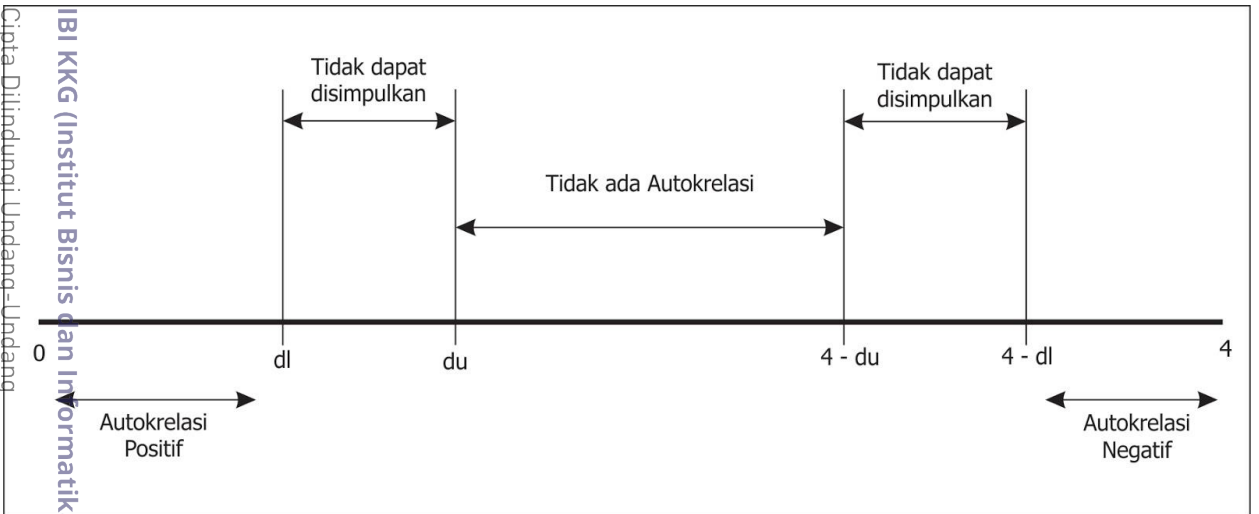 Tidak dapat
disimpulkan
Tidak dapat
disimpulkan
Tidak ada Autokrelasi
0
dl
du
4 - du
4 - dl
4
Autokrelasi
Positif
Autokrelasi
Negatif
IBI KKG (Institut Bisnis dan Informatik
Cipta Dilindungi Undang-Undang